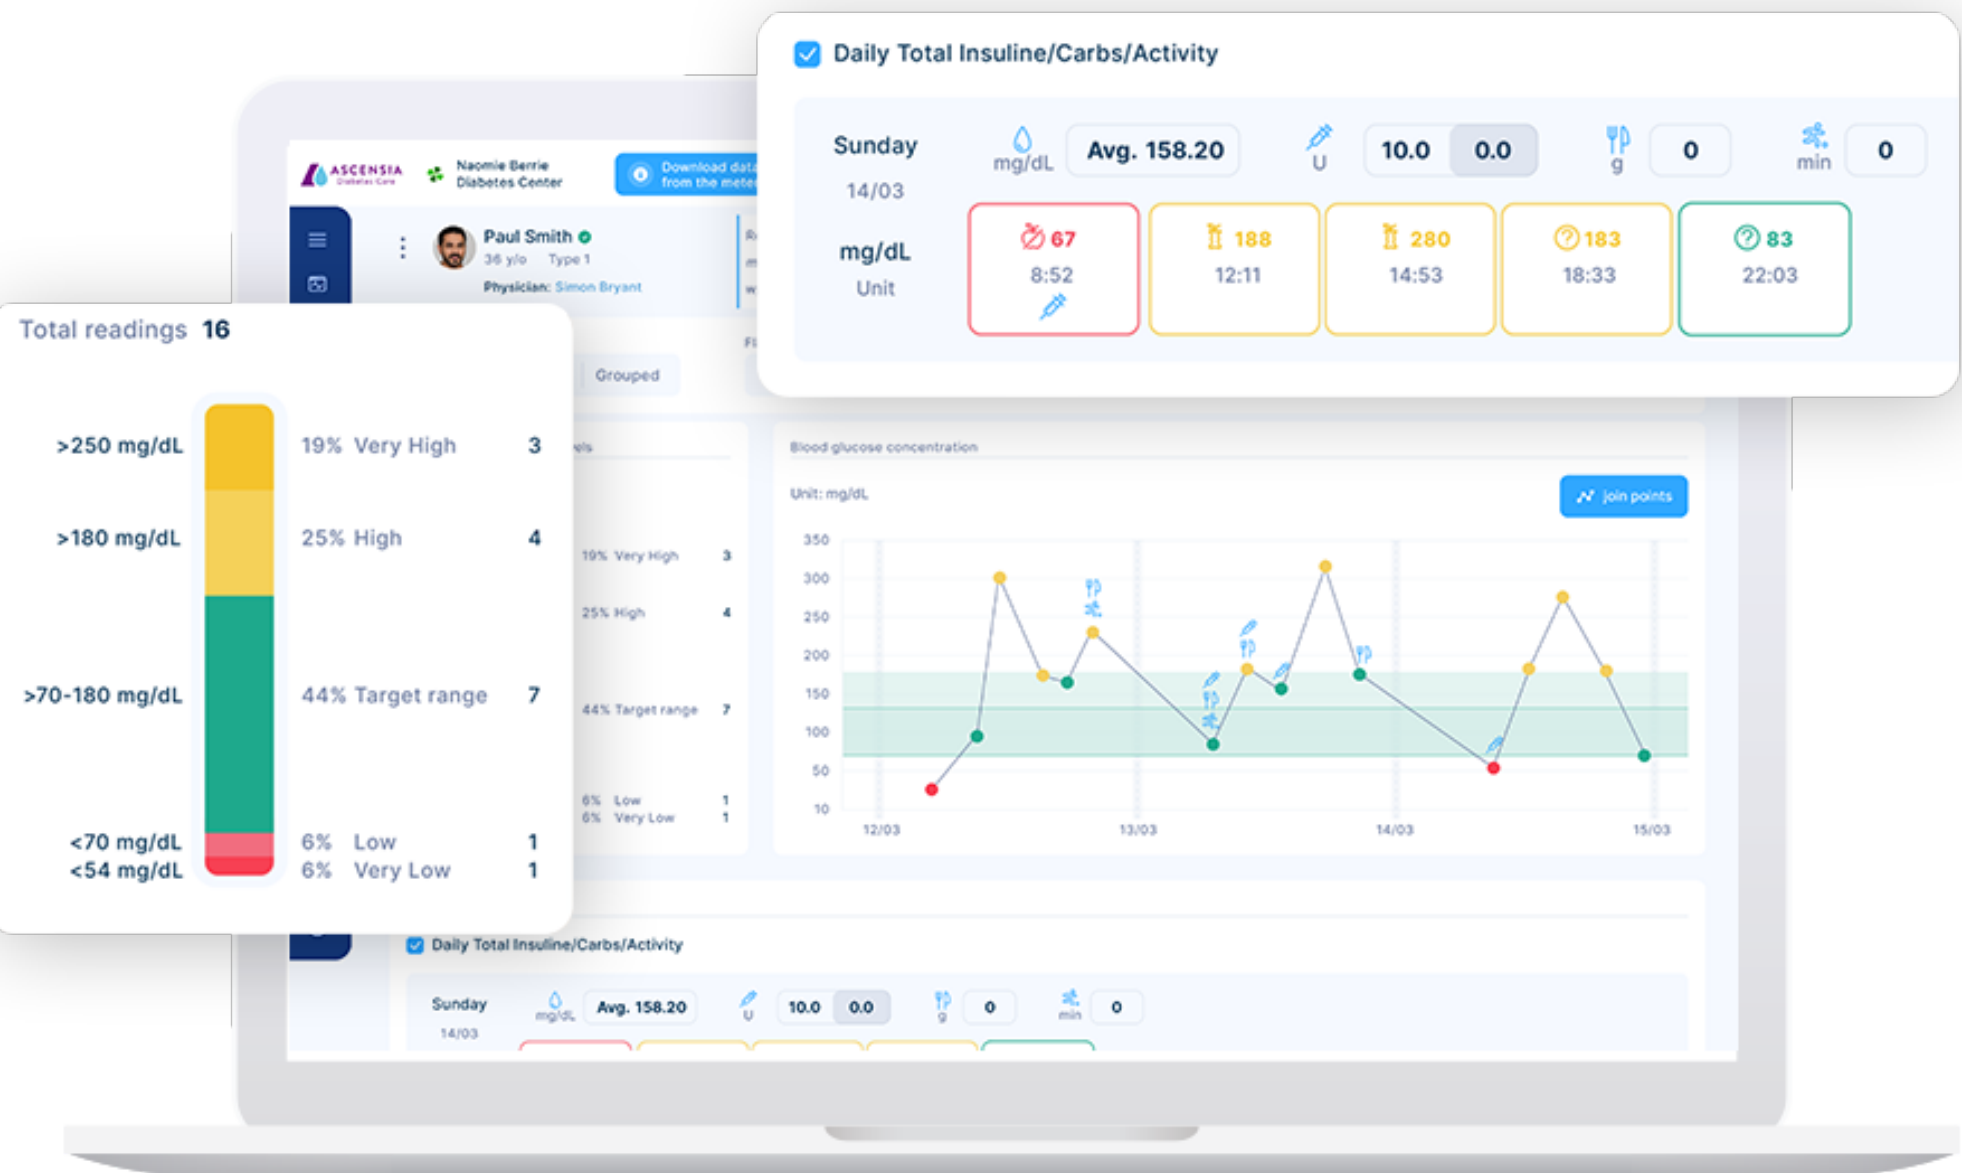 Daily Total Insuline/Carbs/Activity
Sunday
14/03
mg/dL
Avg. 158.20
U
10.0 0.0
g
0
min
0
mg/dL
Unit
67
8:52
188
12:11
280
14:53
183
18:33
83
22:03
ASCENSIA
Diabetes Care
Naomie Berrie
Diabetes Center
Download data
from the mete
Paul Smith
36 y/o Type 1
Physician: Simon Bryant
Grouped
Total readings 16
>250 mg/dL 19% Very High 3
>180 mg/dL 25% High 4
>70-180 mg/dL 44% Target range 7
<70 mg/dL 6% Low 1
<54 mg/dL 6% Very Low 1
19% Very High 3
25% High 4
44% Target range 7
6% Low 1
6% Very Low 1
Blood glucose concentration
Unit: mg/dL
join points
350
300
250
200
150
100
50
10
12/03 13/03 14/03 15/03
Daily Total Insuline/Carbs/Activity
Sunday
14/03
mg/dL
Avg. 158.20
U
10.0 0.0
g
0
min
0